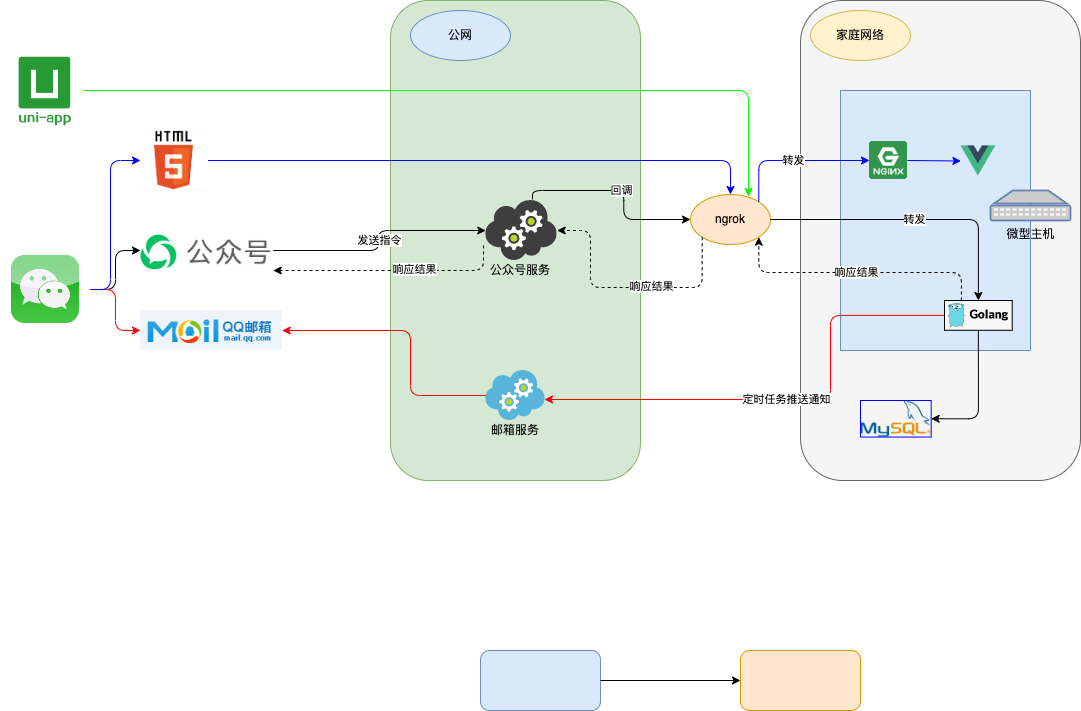 公网
家庭网络
uni-app
HTML
5
转发
NGINX
回调
ngrok
转发
微型主机
公众号
发送指令
公众号服务
响应结果
响应结果
响应结果
Golang
Mail QQ邮箱
mail.qq.com
定时任务推送通知
邮箱服务
MySQL